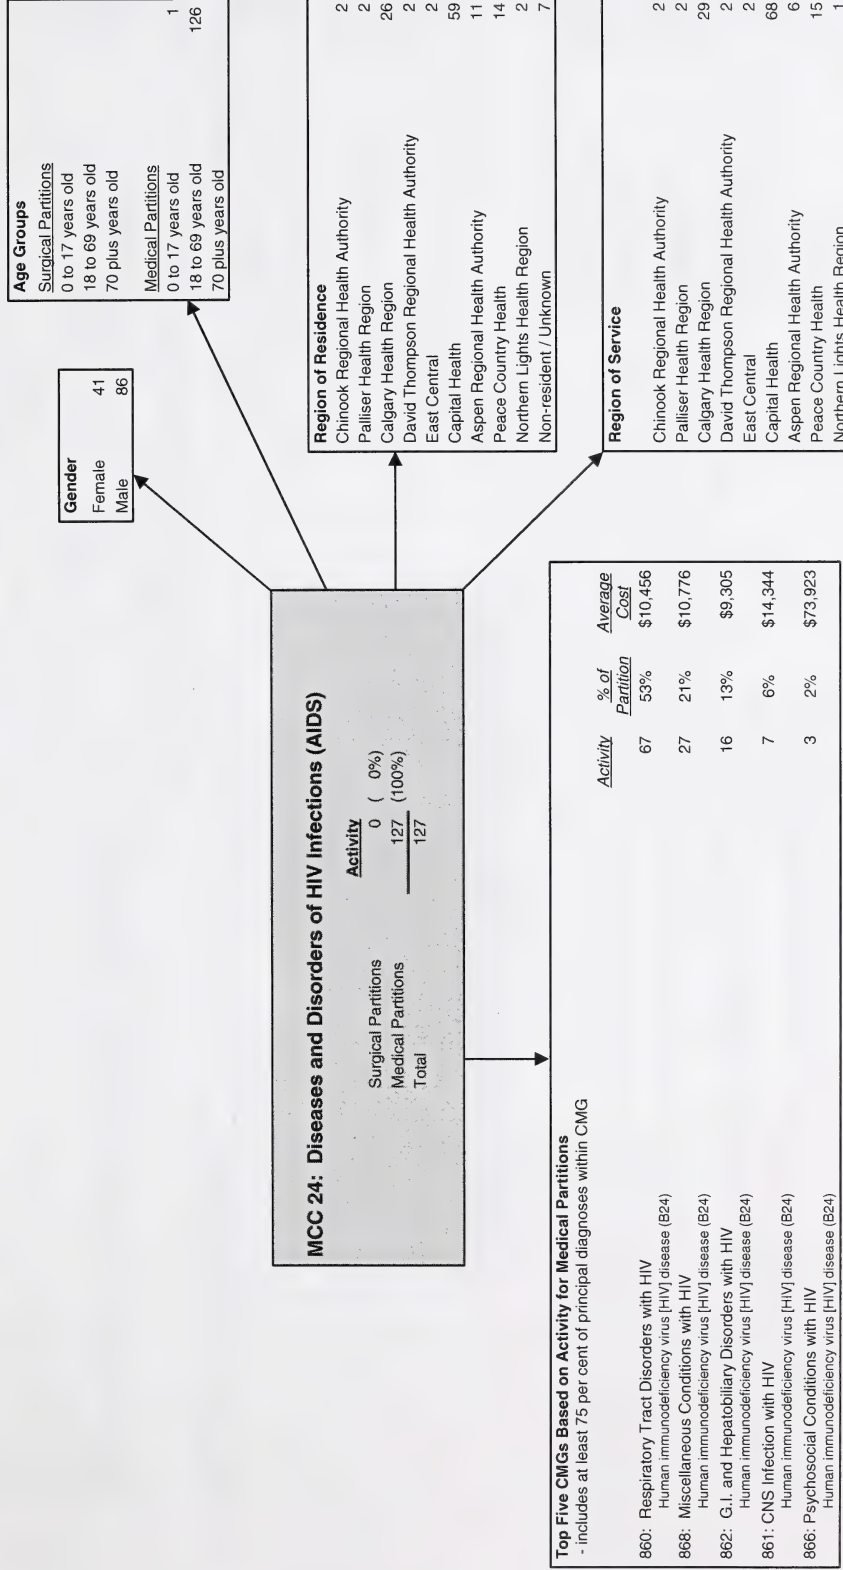 MCC 24: Diseases and Disorders of HIV Infections (AIDS)
Activity
Surgical Partitions 0 ( 0%)
Medical Partitions 127 (100%)
Total 127
Gender
Female 41
Male 86
Age Groups
Surgical Partitions
0 to 17 years old
18 to 69 years old
70 plus years old
Medical Partitions
0 to 17 years old 1
18 to 69 years old 126
70 plus years old
Region of Residence
Chinook Regional Health Authority 2
Palliser Health Region 2
Calgary Health Region 26
David Thompson Regional Health Authority 2
East Central 2
Capital Health 59
Aspen Regional Health Authority 11
Peace Country Health 14
Northern Lights Health Region 2
Non-resident / Unknown 7
Region of Service
Chinook Regional Health Authority 2
Palliser Health Region 2
Calgary Health Region 29
David Thompson Regional Health Authority 2
East Central 2
Capital Health 68
Aspen Regional Health Authority 6
Peace Country Health 15
Northern Lights Health Region 1
Top Five CMGs Based on Activity for Medical Partitions
- includes at least 75 per cent of principal diagnoses within CMG
Activity % of Partition Average Cost
860: Respiratory Tract Disorders with HIV 67 53% $10,456
Human immunodeficiency virus [HIV] disease (B24)
868: Miscellaneous Conditions with HIV 27 21% $10,776
Human immunodeficiency virus [HIV] disease (B24)
862: G.I. and Hepatobiliary Disorders with HIV 16 13% $9,305
Human immunodeficiency virus [HIV] disease (B24)
861: CNS Infection with HIV 7 6% $14,344
Human immunodeficiency virus [HIV] disease (B24)
866: Psychosocial Conditions with HIV 3 2% $73,923
Human immunodeficiency virus [HIV] disease (B24)